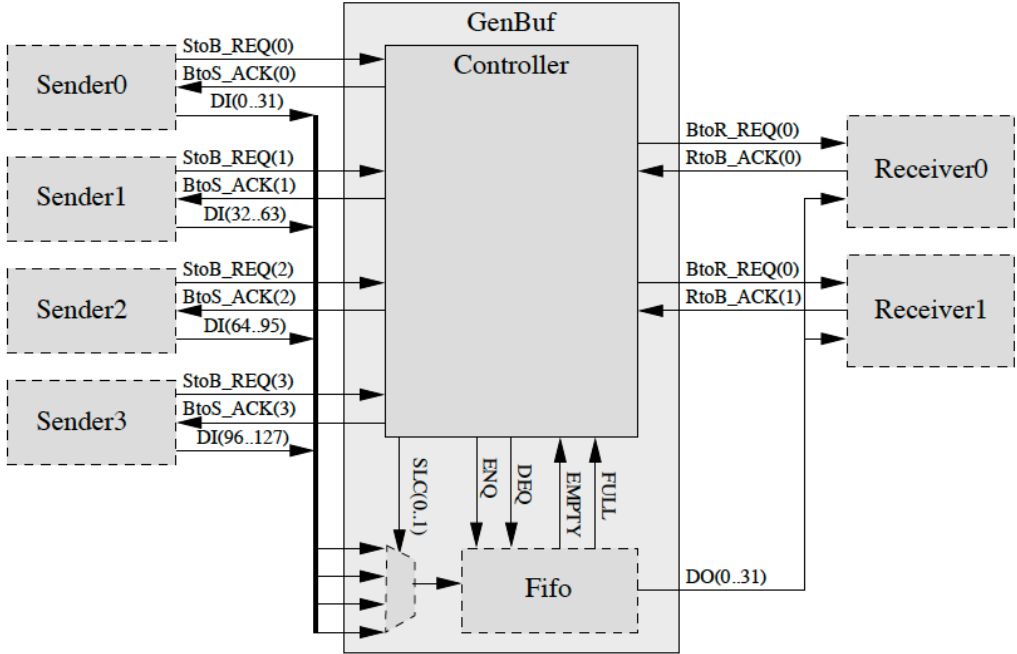 GenBuf
Controller
Sender0
StoB_REQ(0)
BtoS_ACK(0)
DI(0..31)
Sender1
StoB_REQ(1)
BtoS_ACK(1)
DI(32..63)
Sender2
StoB_REQ(2)
BtoS_ACK(2)
DI(64..95)
Sender3
StoB_REQ(3)
BtoS_ACK(3)
DI(96..127)
BtoR_REQ(0)
RtoB_ACK(0)
Receiver0
BtoR_REQ(0)
RtoB_ACK(1)
Receiver1
SLC(0..1)
ENQ
DEQ
EMPTY
FULL
Fifo
DO(0..31)